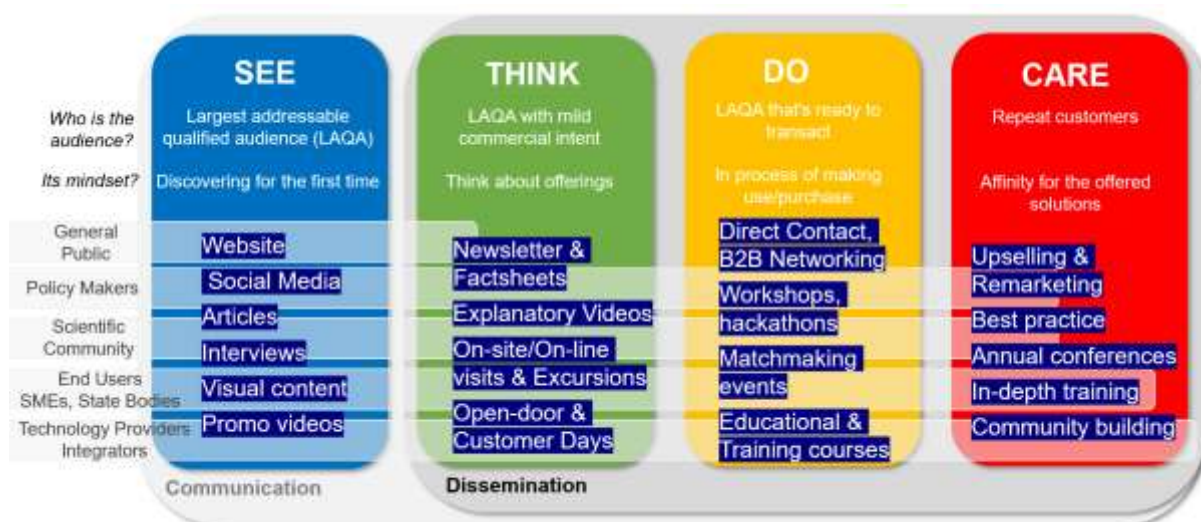 SEE
THINK
DO
CARE
Who is the
audience?
Largest addressable
qualified audience (LAQA)
LAQA with mild
commercial intent
LAQA that's ready to
transact
Repeat customers
Its mindset?
Discovering for the first time
Think about offerings
In process of making
use/purchase
Affinity for the offered
solutions
General
Public
Policy Makers
Scientific
Community
End Users
SMEs, State Bodies
Technology Providers
Integrators
Website
Social Media
Articles
Interviews
Visual content
Promo videos
Newsletter &
Factsheets
Explanatory Videos
On-site/On-line
visits & Excursions
Open-door &
Customer Days
Direct Contact,
B2B Networking
Workshops,
hackathons
Matchmaking
events
Educational &
Training courses
Upselling &
Remarketing
Best practice
Annual conferences
In-depth training
Community building
Communication
Dissemination